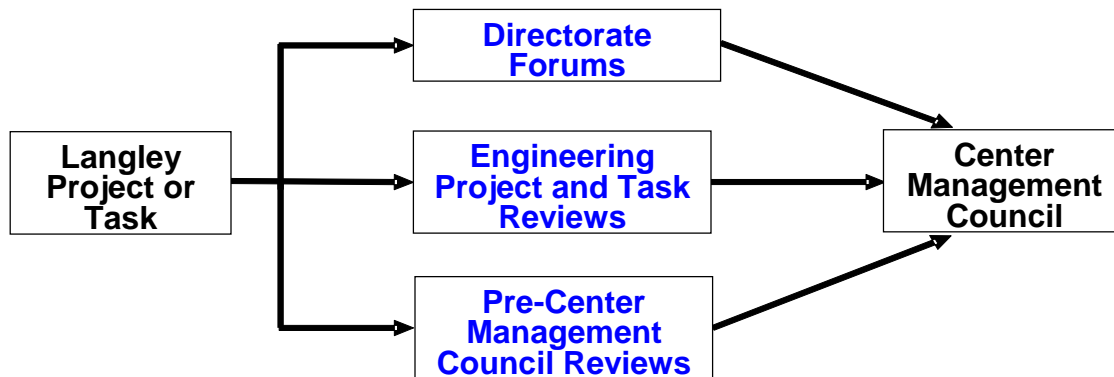 Directorate
Forums
Langley
Project or
Task
Engineering
Project and Task
Reviews
Center
Management
Council
Pre-Center
Management
Council Reviews